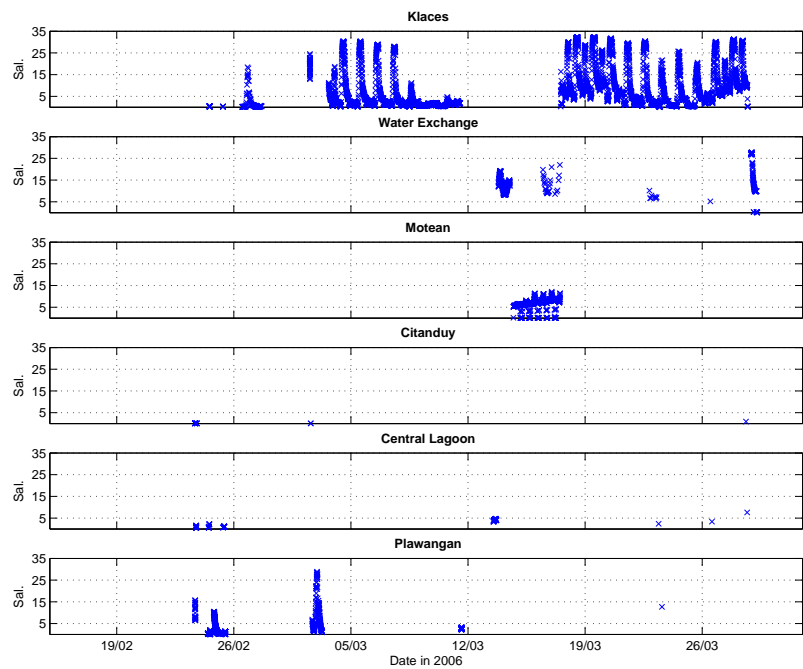 Klaces
35
25
15
5
Sal.
Water Exchange
35
25
15
5
Sal.
Motean
35
25
15
5
Sal.
Citanduy
35
25
15
5
Sal.
Central Lagoon
35
25
15
5
Sal.
Plawangan
35
25
15
5
Sal.
19/02 26/02 05/03 12/03 19/03 26/03
Date in 2006